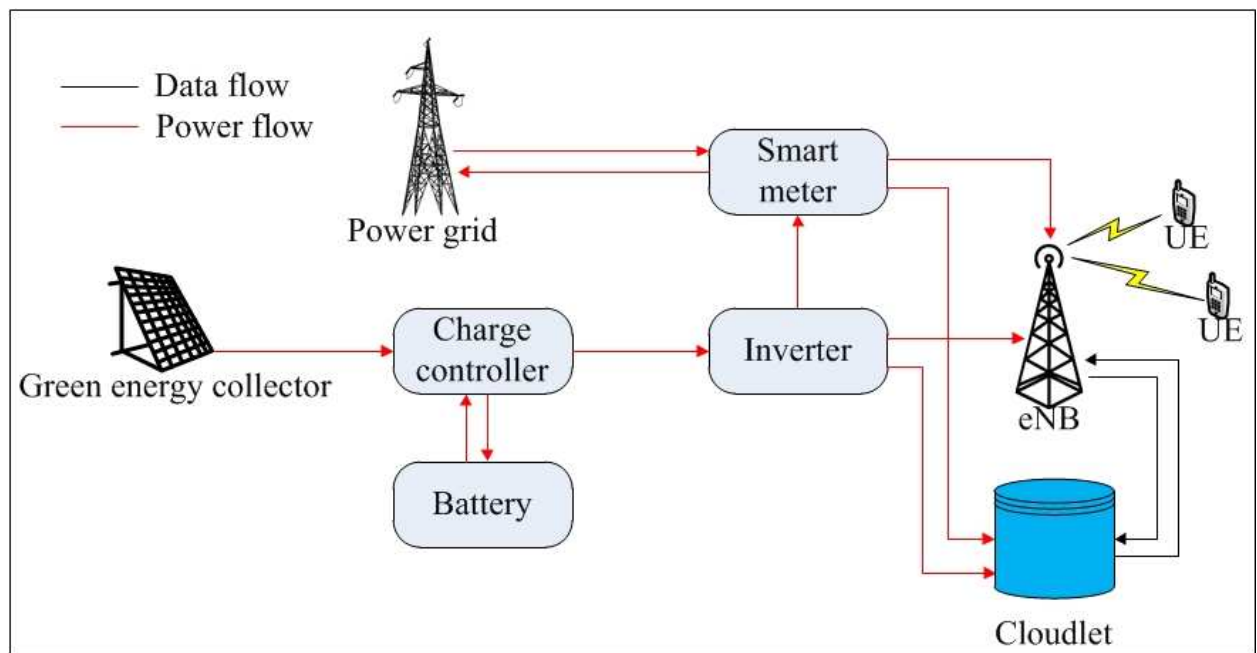 Data flow
Power flow
Smart
meter
Power grid
UE
UE
Charge
controller
Inverter
Green energy collector
eNB
Battery
Cloudlet